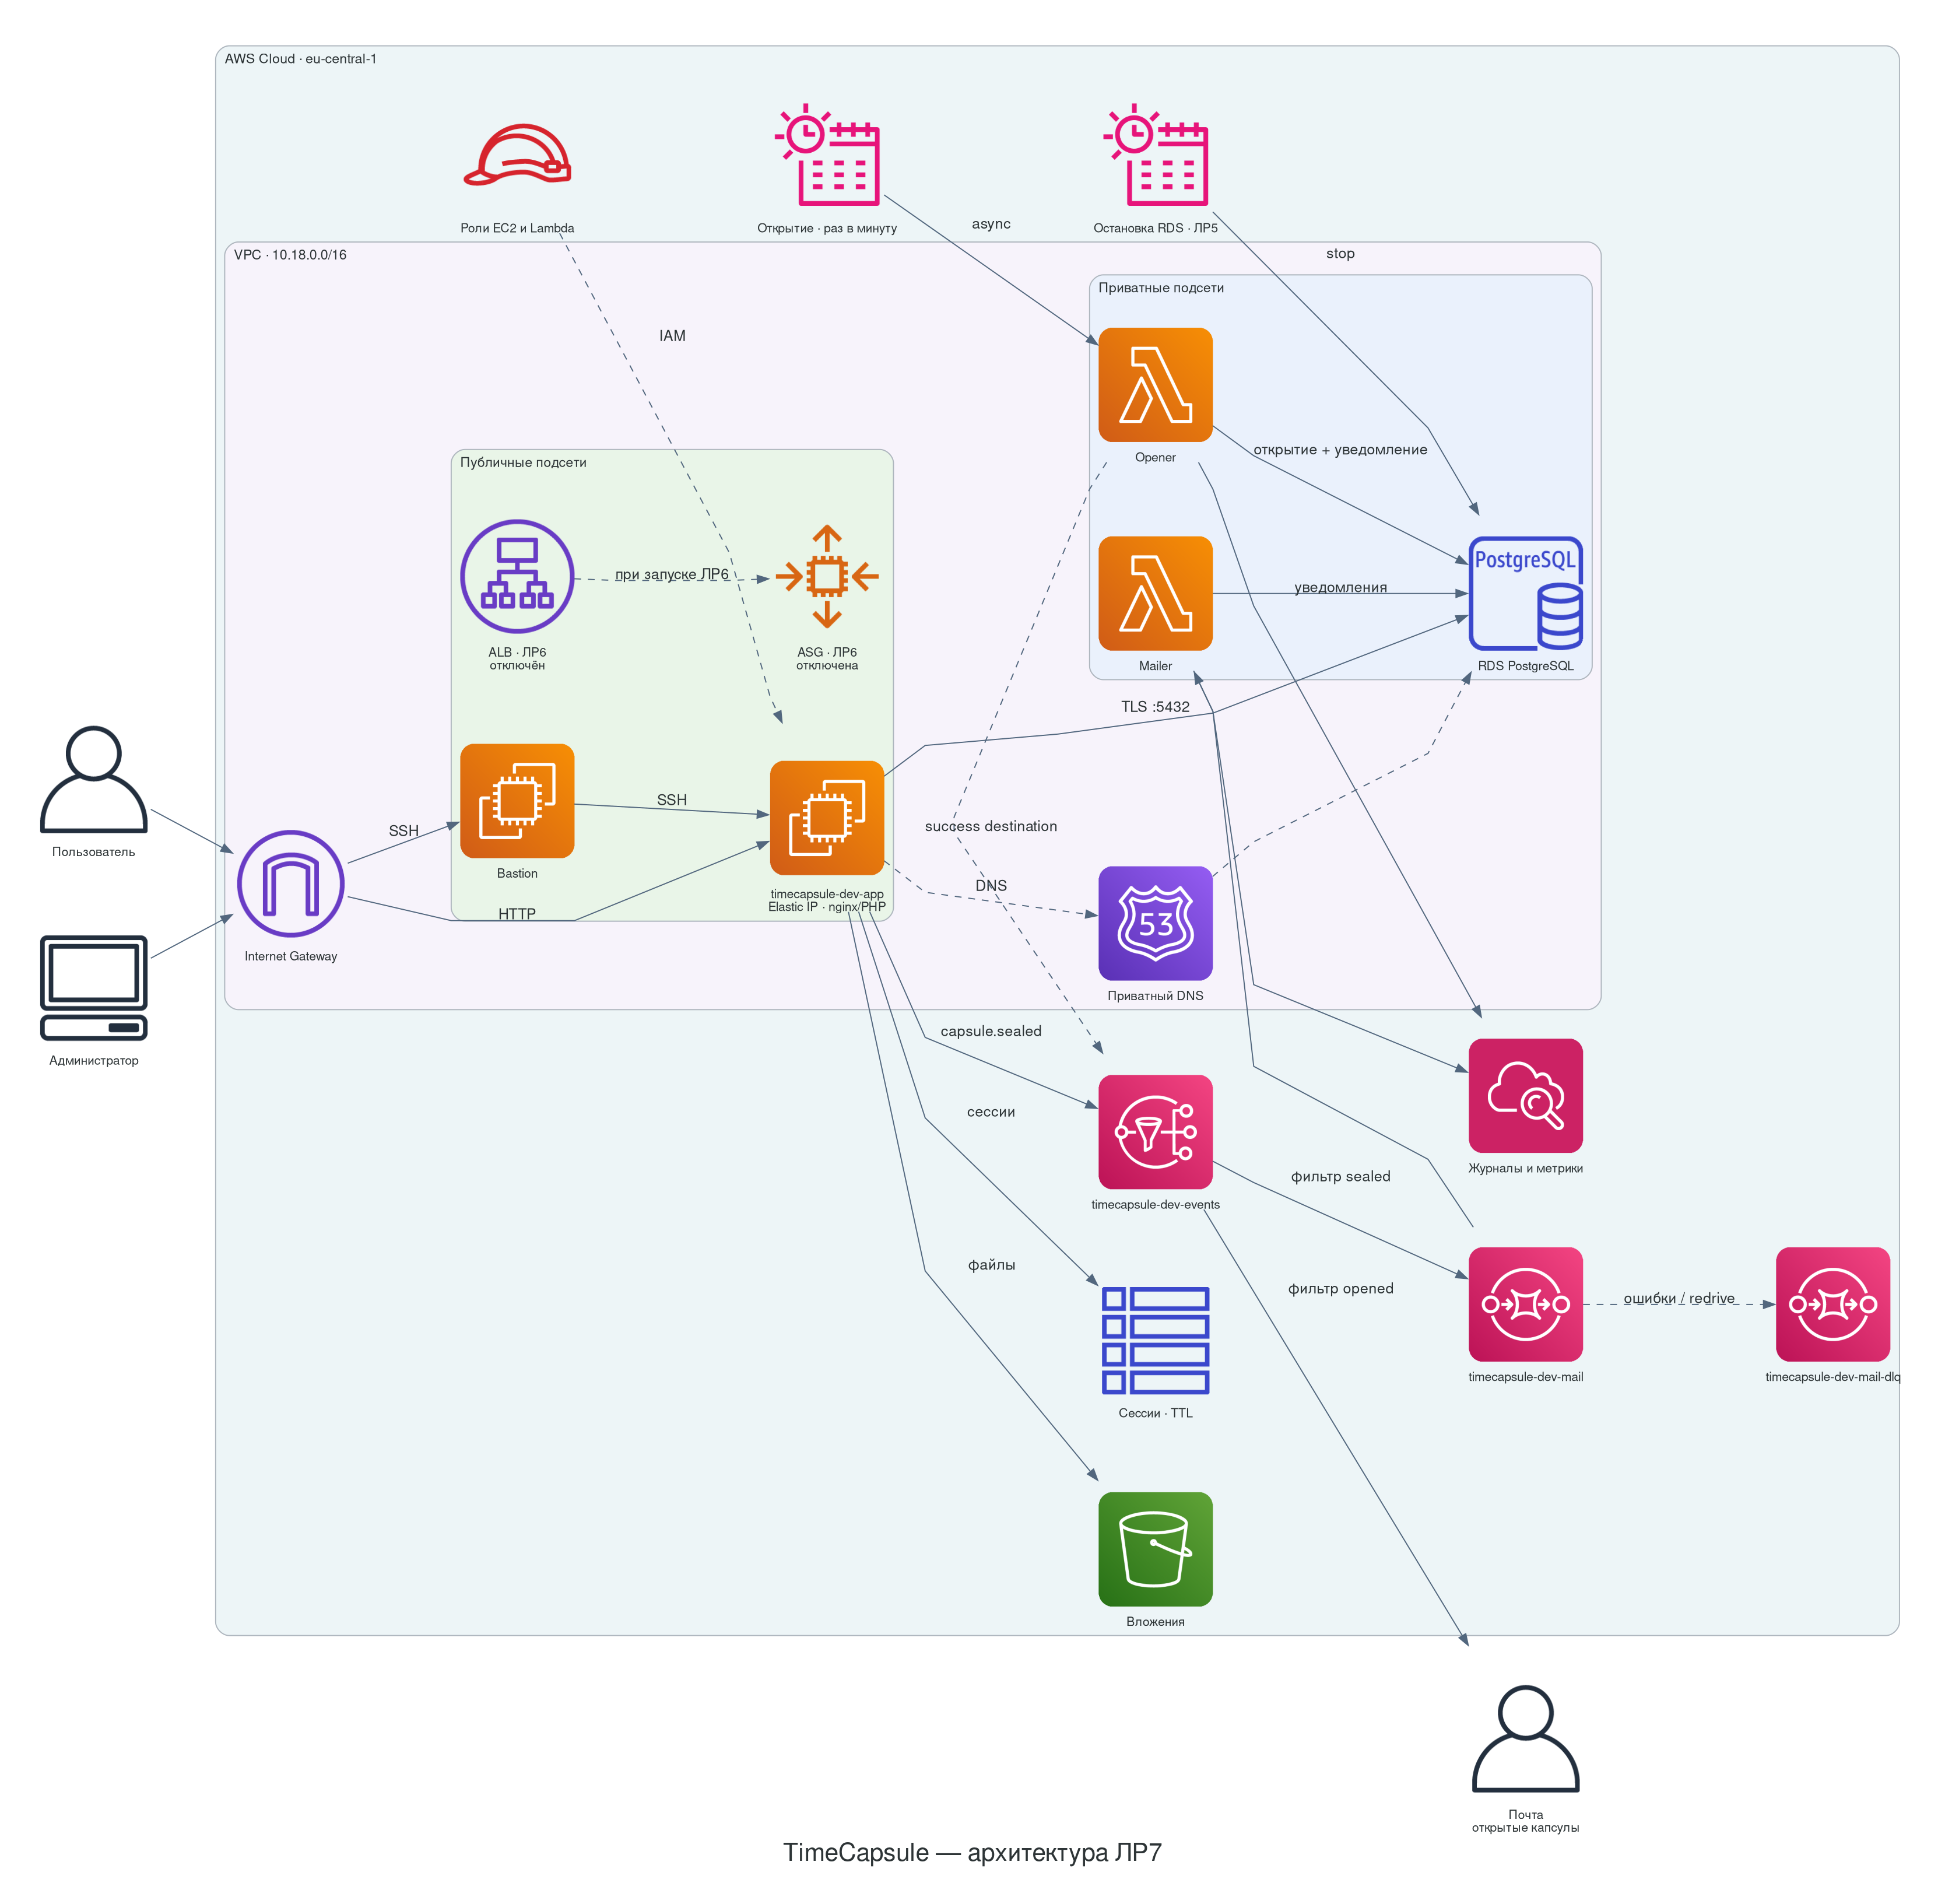 AWS Cloud · eu-central-1
Роли EC2 и Lambda
Открытие · раз в минуту
async
Остановка RDS · ЛР5
VPC · 10.18.0.0/16
stop
Приватные подсети
IAM
Opener
открытие + уведомление
Публичные подсети
PostgreSQL
при запуске ЛР6
уведомления
ALB · ЛР6
отключён
ASG · ЛР6
отключена
Mailer
RDS PostgreSQL
TLS :5432
SSH
SSH
success destination
Пользователь
Bastion
DNS
timecapsule-dev-app
Elastic IP · nginx/PHP
HTTP
53
Internet Gateway
Приватный DNS
Администратор
capsule.sealed
сессии
Журналы и метрики
фильтр sealed
timecapsule-dev-events
файлы
фильтр opened
ошибки / redrive
timecapsule-dev-mail
timecapsule-dev-mail-dlq
Сессии · TTL
Вложения
Почта
открытые капсулы
TimeCapsule — архитектура ЛР7